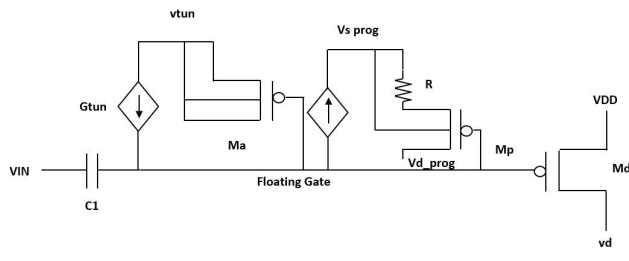 vtun
Vs prog
Gtun
R
VDD
Ma
Mp
Vd_prog
Md
VIN
Floating Gate
C1
vd